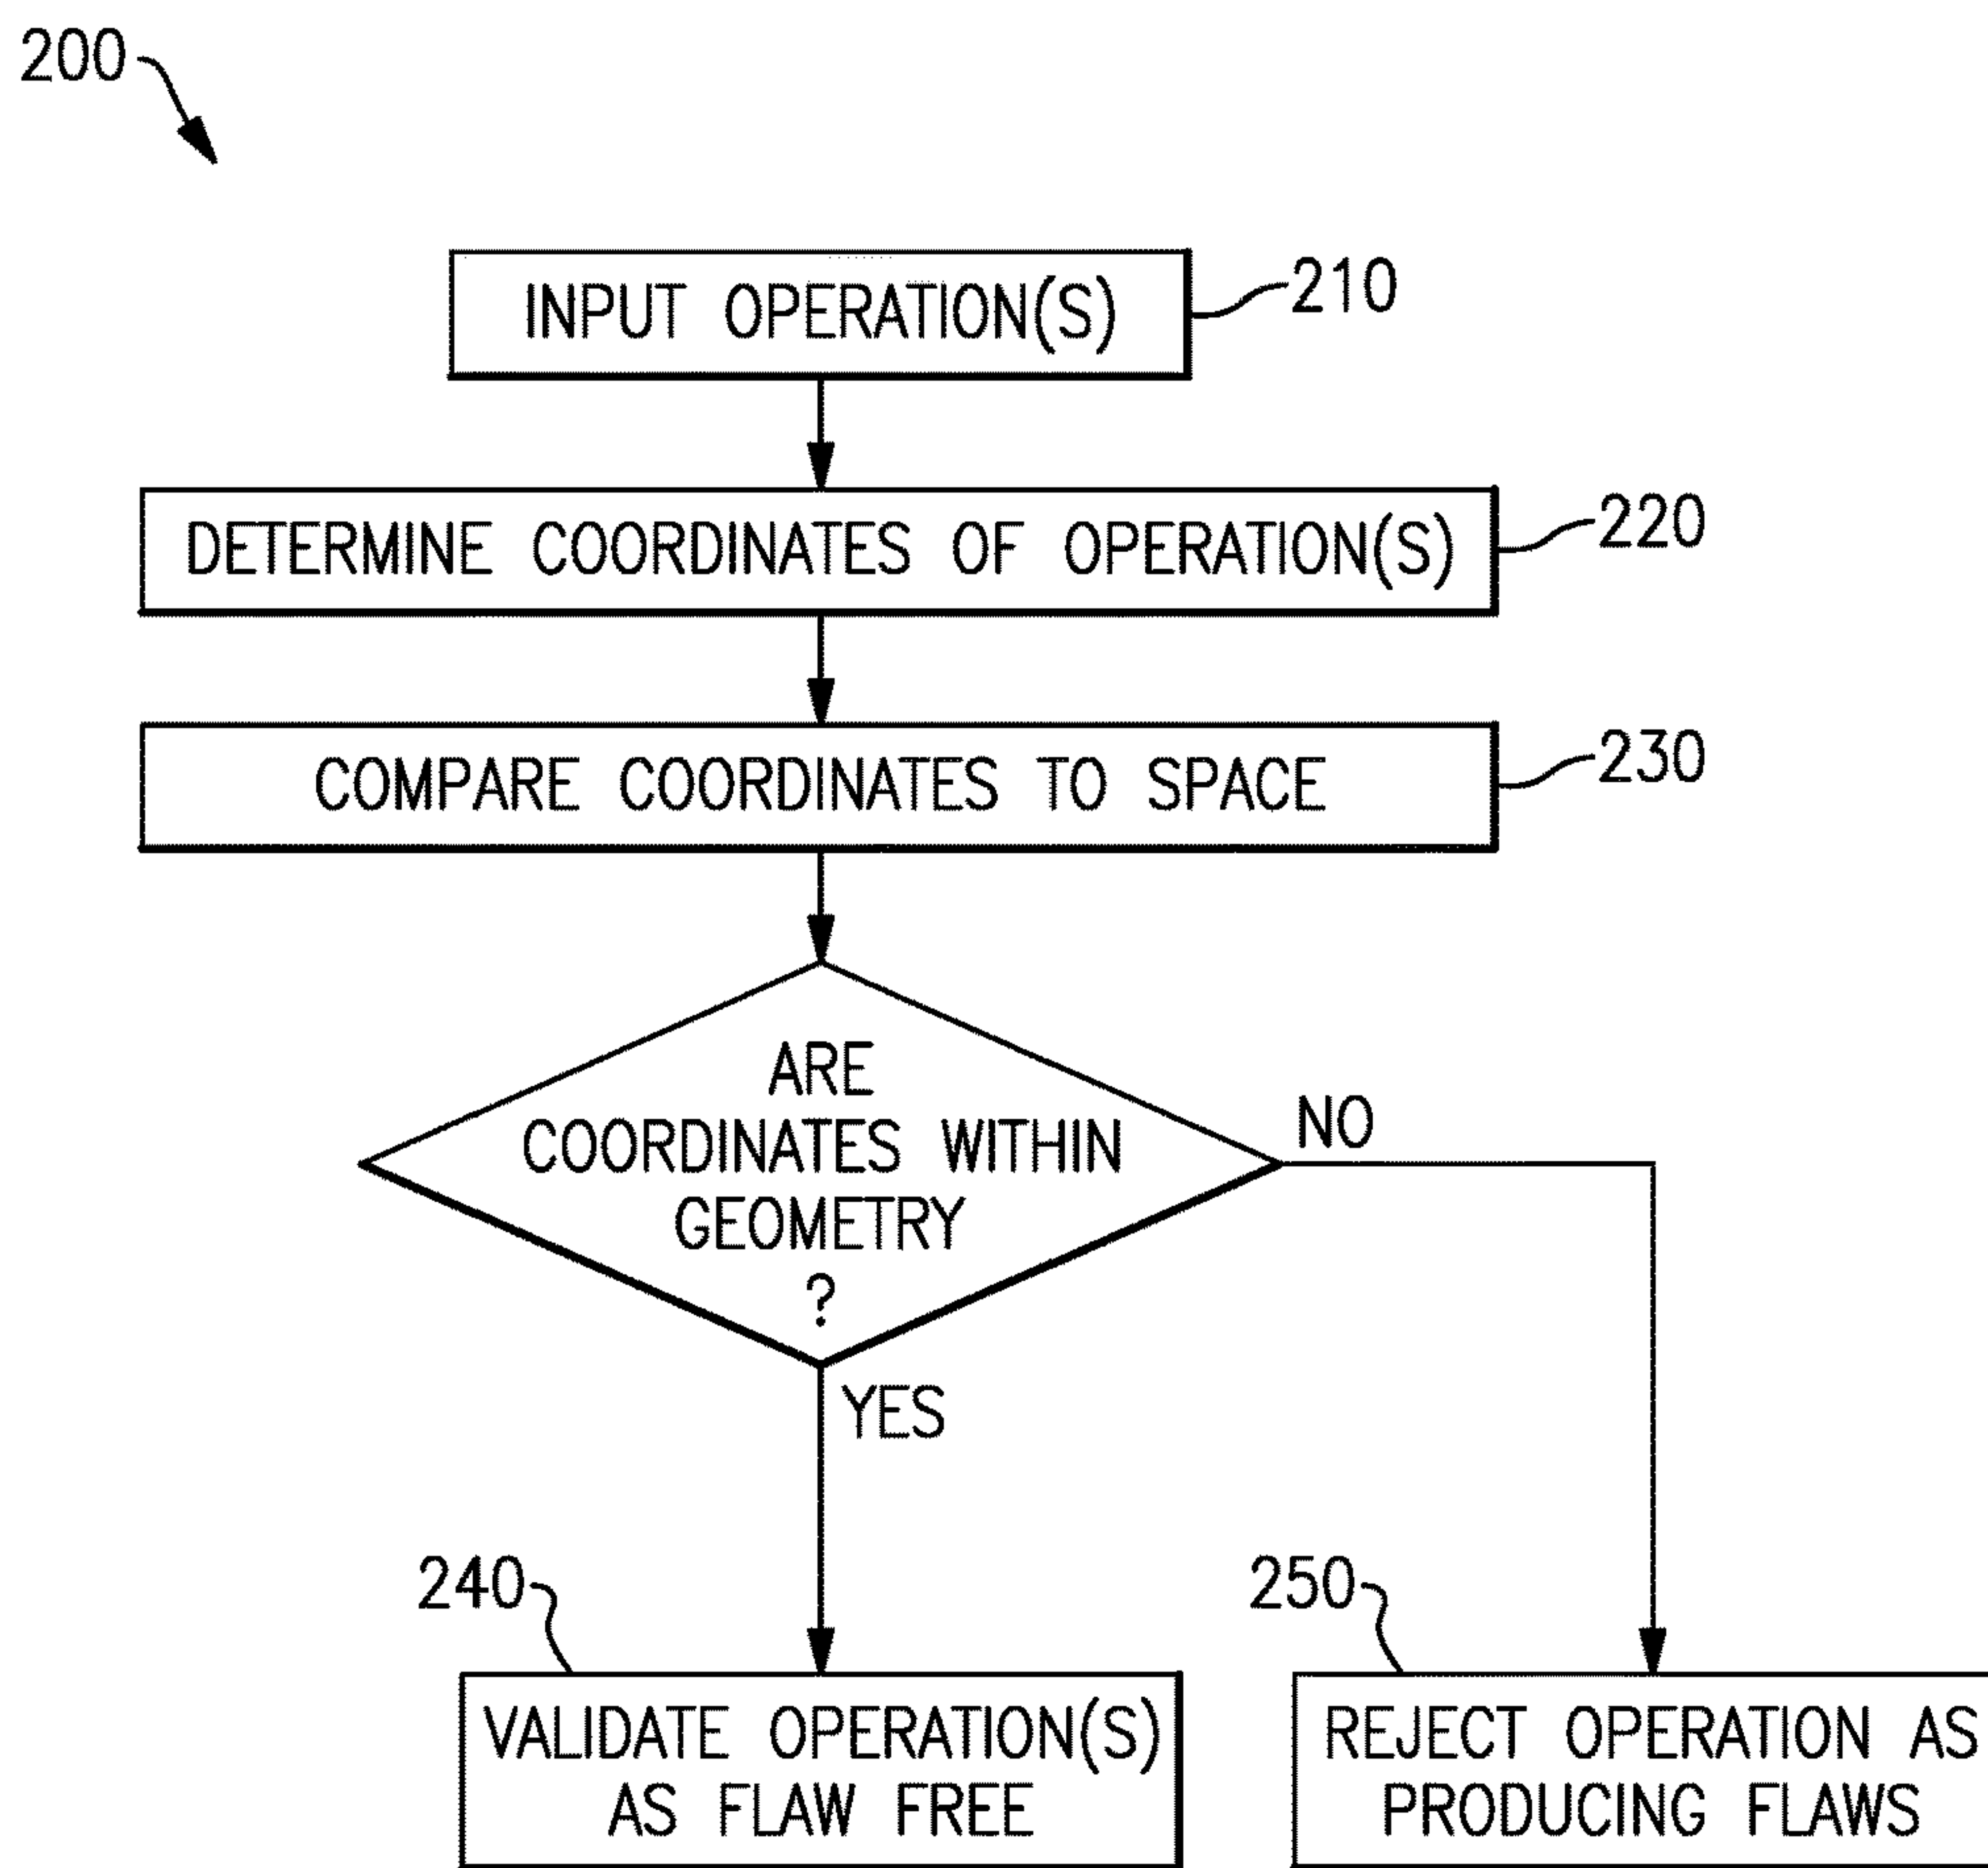 200
INPUT OPERATION(S)
210
DETERMINE COORDINATES OF OPERATION(S)
220
COMPARE COORDINATES TO SPACE
230
ARE
COORDINATES WITHIN
GEOMETRY
?
NO
YES
240
250
VALIDATE OPERATION(S)
AS FLAW FREE
REJECT OPERATION AS
PRODUCING FLAWS